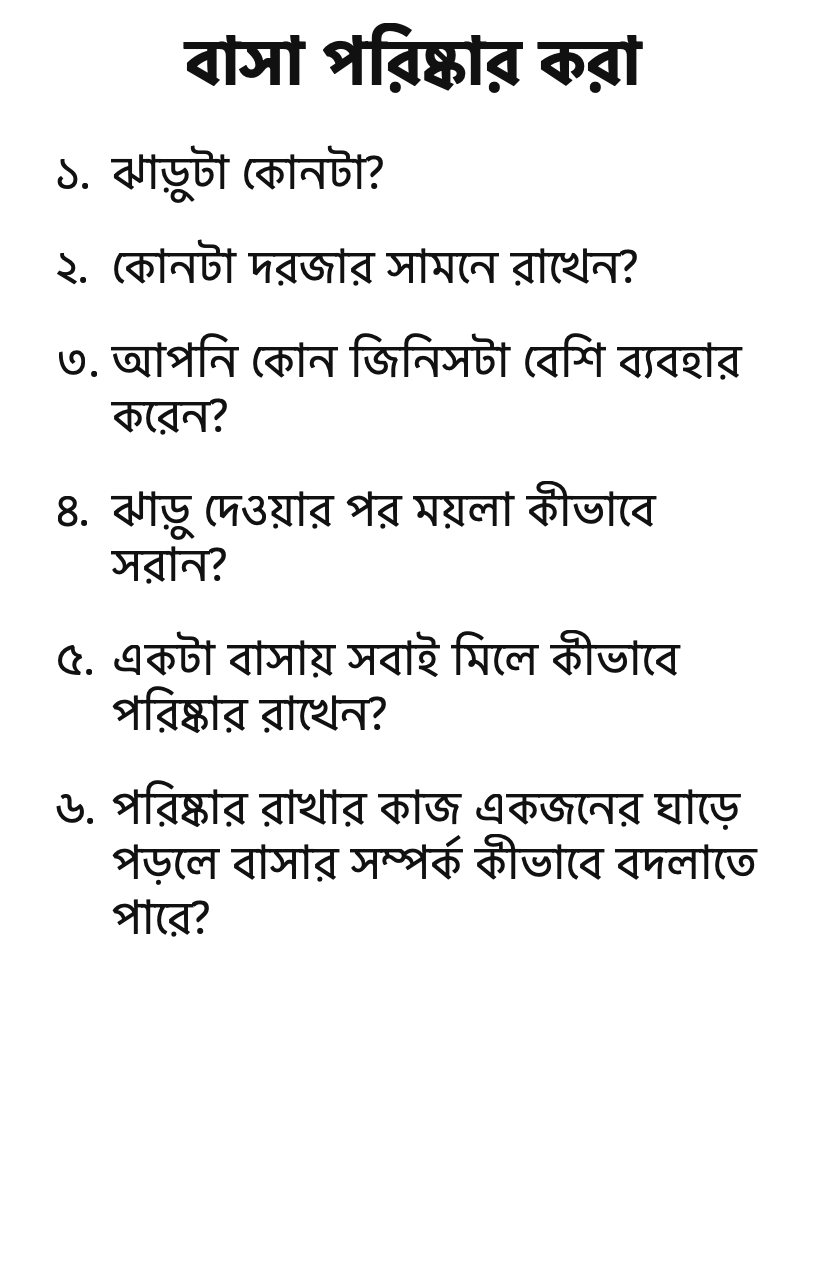 বাসা পরিষ্কার করা
১. ঝাড়ুটা কোনটা?
২. কোনটা দরজার সামনে রাখেন?
৩. আপনি কোন জিনিসটা বেশি ব্যবহার
করেন?
৪. ঝাড়ু দেওয়ার পর ময়লা কীভাবে
সরান?
৫. একটা বাসায় সবাই মিলে কীভাবে
পরিষ্কার রাখেন?
৬. পরিষ্কার রাখার কাজ একজনের ঘাড়ে
পড়লে বাসার সম্পর্ক কীভাবে বদলাতে
পারে?